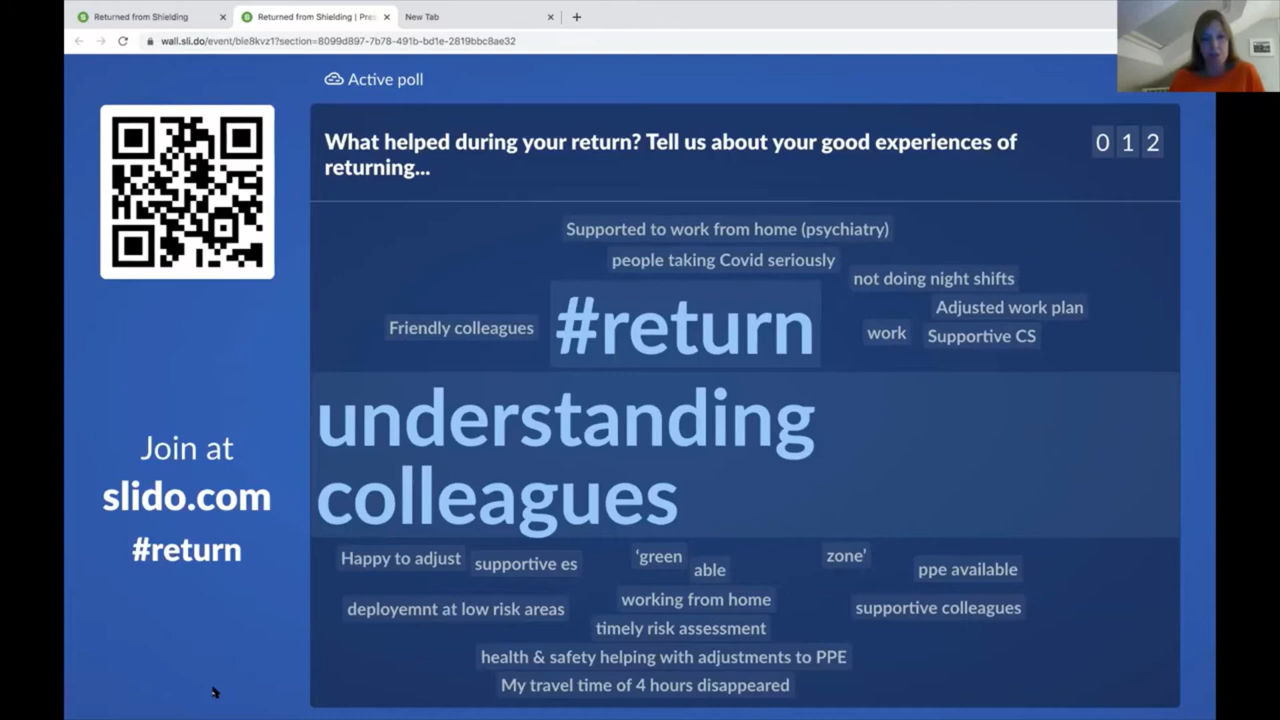 Returned from Shielding
Returned from Shielding | Pres
New Tab
wall.sli.do/event/ble8kvz1?section=8099d897-7b78-491b-bd1e-2819bbc8ae32
Active poll
What helped during your return? Tell us about your good experiences of
returning...
0 1 2
Supported to work from home (psychiatry)
people taking Covid seriously
not doing night shifts
Adjusted work plan
Friendly colleagues
#return
work
Supportive CS
understanding
colleagues
Join at
slido.com
#return
Happy to adjust
supportive es
‘green
able
zone’
ppe available
deployemnt at low risk areas
working from home
supportive colleagues
timely risk assessment
health & safety helping with adjustments to PPE
My travel time of 4 hours disappeared